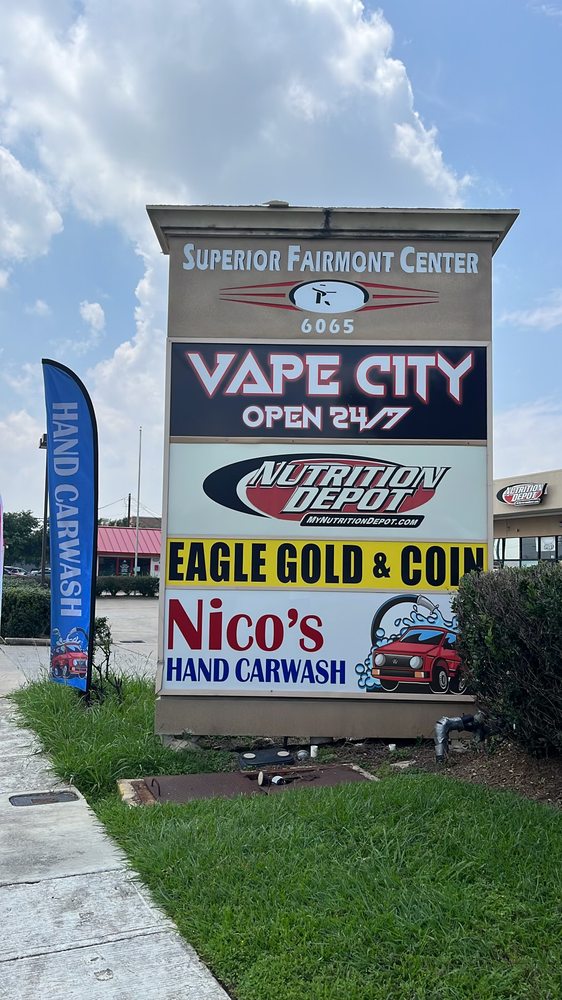 SUPERIOR FAIRMONT CENTER
6065
VAPE CITY
OPEN 24/7
NUTRITION
DEPOT
MYNUTRITIONDEPOT.COM
EAGLE GOLD & COIN
Nico's
HAND CARWASH
HAND CARWASH
NUTRITION
DEPOT